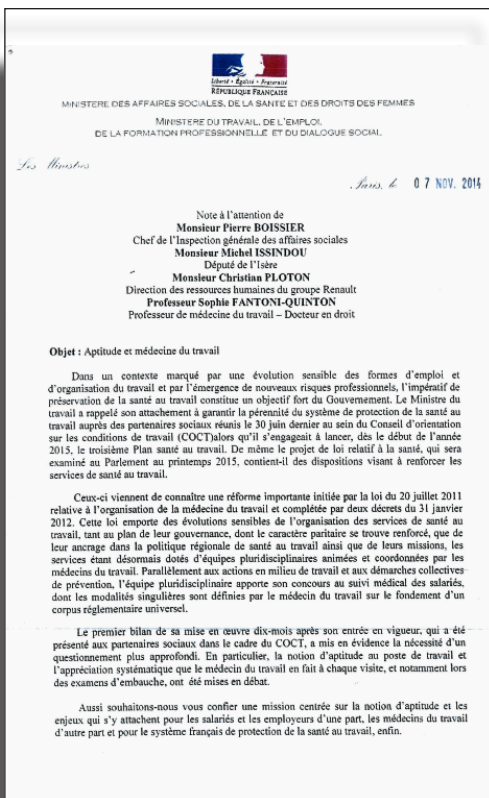 Liberté • Égalité • Fraternité
RÉPUBLIQUE FRANÇAISE
MINISTERE DES AFFAIRES SOCIALES, DE LA SANTE ET DES DROITS DES FEMMES
MINISTERE DU TRAVAIL, DE L'EMPLOI,
DE LA FORMATION PROFESSIONNELLE ET DU DIALOGUE SOCIAL
Les Ministres
Paris, le 07 NOV. 2014
Note à l'attention de
Monsieur Pierre BOISSIER
Chef de l'Inspection générale des affaires sociales
Monsieur Michel ISSINDOU
Député de l'Isère
Monsieur Christian PLOTON
Direction des ressources humaines du groupe Renault
Professeur Sophie FANTONI-QUINTON
Professeur de médecine du travail – Docteur en droit
Objet : Aptitude et médecine du travail
Dans un contexte marqué par une évolution sensible des formes d'emploi et
d'organisation du travail et par l'émergence de nouveaux risques professionnels, l'impératif de
préservation de la santé au travail constitue un objectif fort du Gouvernement. Le Ministre du
travail a rappelé son attachement à garantir la pérennité du système de protection de la santé au
travail auprès des partenaires sociaux réunis le 30 juin dernier au sein du Conseil d'orientation
sur les conditions de travail (COCT)alors qu'il s'engageait à lancer, dès le début de l'année
2015, le troisième Plan santé au travail. De même le projet de loi relatif à la santé, qui sera
examiné au Parlement au printemps 2015, contient-il des dispositions visant à renforcer les
services de santé au travail.
Ceux-ci viennent de connaître une réforme importante initiée par la loi du 20 juillet 2011
relative à l'organisation de la médecine du travail et complétée par deux décrets du 31 janvier
2012. Cette loi emporte des évolutions sensibles de l'organisation des services de santé au
travail, tant au plan de leur gouvernance, dont le caractère paritaire se trouve renforcé, que de
leur ancrage dans la politique régionale de santé au travail ainsi que de leurs missions, les
services étant désormais dotés d'équipes pluridisciplinaires animées et coordonnées par les
médecins du travail. Parallèlement aux actions en milieu de travail et aux démarches collectives
de prévention, l'équipe pluridisciplinaire apporte son concours au suivi médical des salariés,
dont les modalités singulières sont définies par le médecin du travail sur le fondement d'un
corpus réglementaire universel.
Le premier bilan de sa mise en œuvre dix-mois après son entrée en vigueur, qui a été
présenté aux partenaires sociaux dans le cadre du COCT, a mis en évidence la nécessité d'un
questionnement plus approfondi. En particulier, la notion d'aptitude au poste de travail et
l'appréciation systématique que le médecin du travail en fait à chaque visite, et notamment lors
des examens d'embauche, ont été mises en débat.
Aussi souhaitons-nous vous confier une mission centrée sur la notion d'aptitude et les
enjeux qui s'y attachent pour les salariés et les employeurs d'une part, les médecins du travail
d'autre part et pour le système français de protection de la santé au travail, enfin.